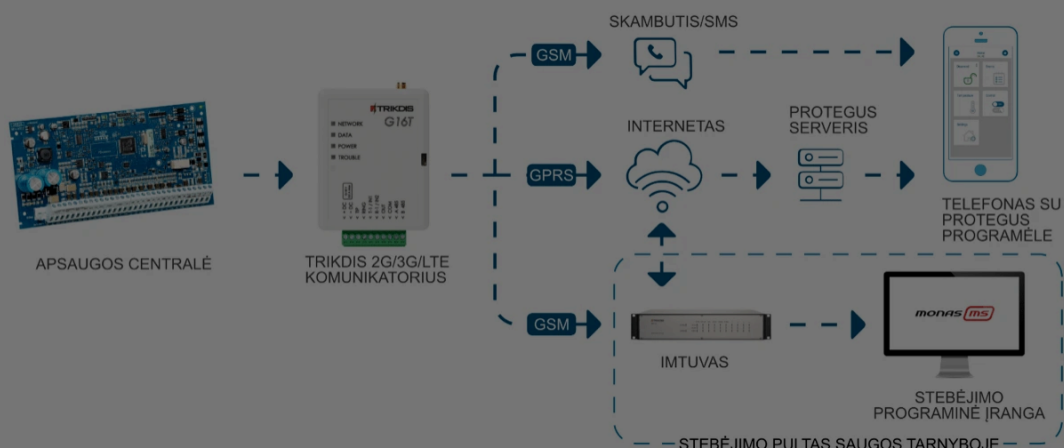 SKAMBUTIS/SMS
GSM
TRIKDIS
G16T
NETWORK
DATA
POWER
TROUBLE
INTERNETAS
PROTEGUS
SERVERIS
GPRS
TELEFONAS SU
PROTEGUS
PROGRAMĖLE
APSAUGOS CENTRALĖ
TRIKDIS 2G/3G/LTE
KOMUNIKATORIUS
GSM
IMTUVAS
MONAS MS
STEBĖJIMO
PROGRAMINĖ ĮRANGA
STEBĖJIMO PULTAS SAUGOS TARNYBOJE